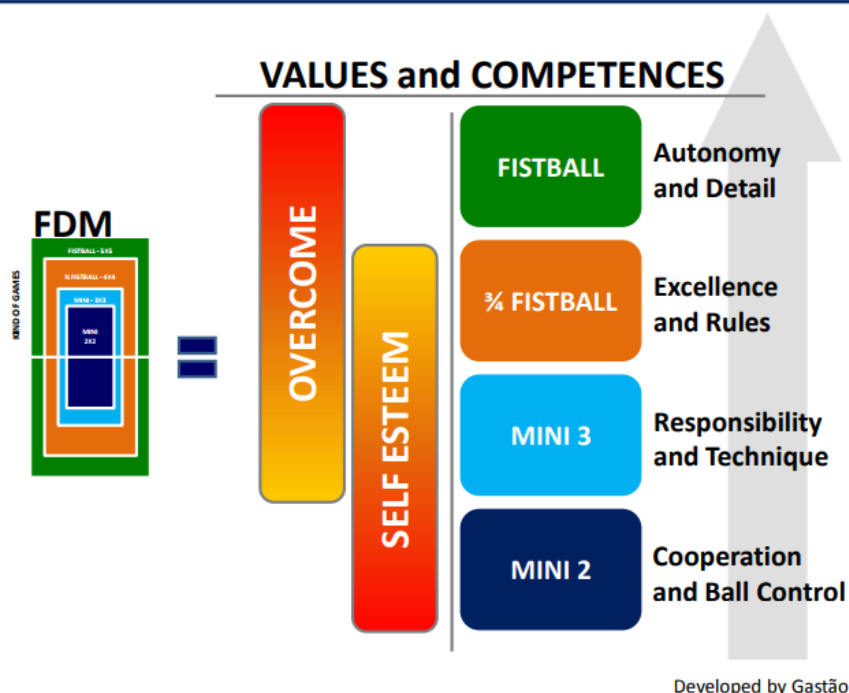 VALUES and COMPETENCES
FDM
KIND OF GAMES
FISTBALL - 5X5
¾ FISTBALL - 4X4
MINI - 3X3
MINI
2X2
OVERCOME
SELF ESTEEM
FISTBALL
Autonomy
and Detail
¾ FISTBALL
Excellence
and Rules
MINI 3
Responsibility
and Technique
MINI 2
Cooperation
and Ball Control
Developed by Gastão